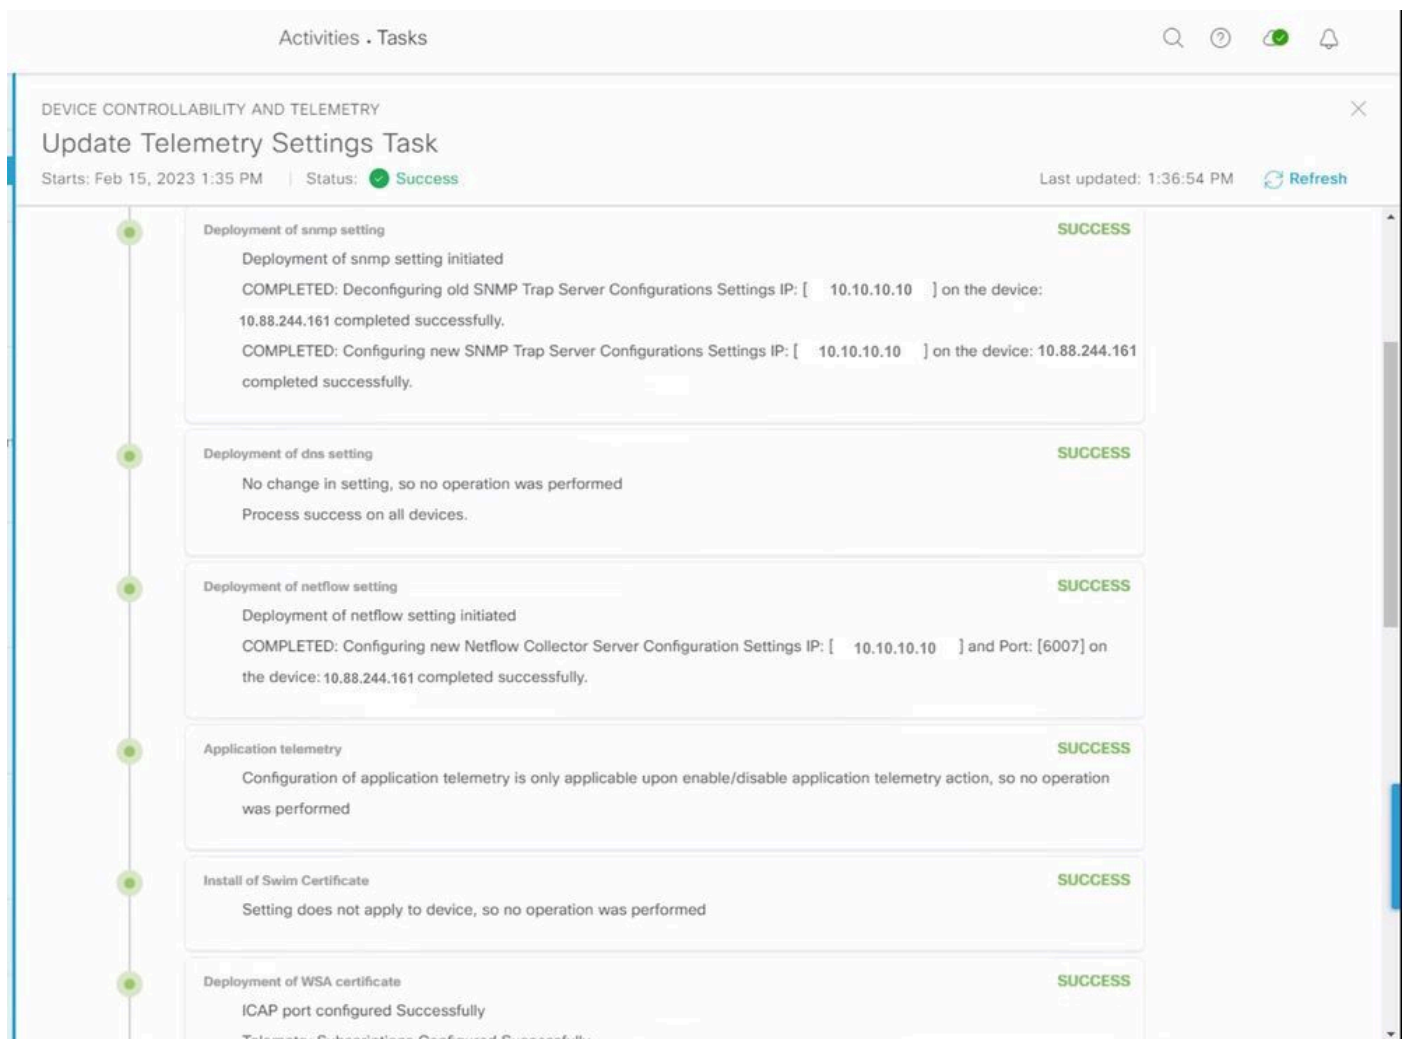 Activities . Tasks
DEVICE CONTROLLABILITY AND TELEMETRY
Update Telemetry Settings Task
Starts: Feb 15, 2023 1:35 PM | Status: Success
Last updated: 1:36:54 PM Refresh
Deployment of snmp setting SUCCESS
Deployment of snmp setting initiated
COMPLETED: Deconfiguring old SNMP Trap Server Configurations Settings IP: [ 10.10.10.10 ] on the device:
10.88.244.161 completed successfully.
COMPLETED: Configuring new SNMP Trap Server Configurations Settings IP: [ 10.10.10.10 ] on the device: 10.88.244.161
completed successfully.
Deployment of dns setting SUCCESS
No change in setting, so no operation was performed
Process success on all devices.
Deployment of netflow setting SUCCESS
Deployment of netflow setting initiated
COMPLETED: Configuring new Netflow Collector Server Configuration Settings IP: [ 10.10.10.10 ] and Port: [6007] on
the device: 10.88.244.161 completed successfully.
Application telemetry SUCCESS
Configuration of application telemetry is only applicable upon enable/disable application telemetry action, so no operation
was performed
Install of Swim Certificate SUCCESS
Setting does not apply to device, so no operation was performed
Deployment of WSA certificate SUCCESS
ICAP port configured Successfully
Telemetry Subscriptions Configured Successfully